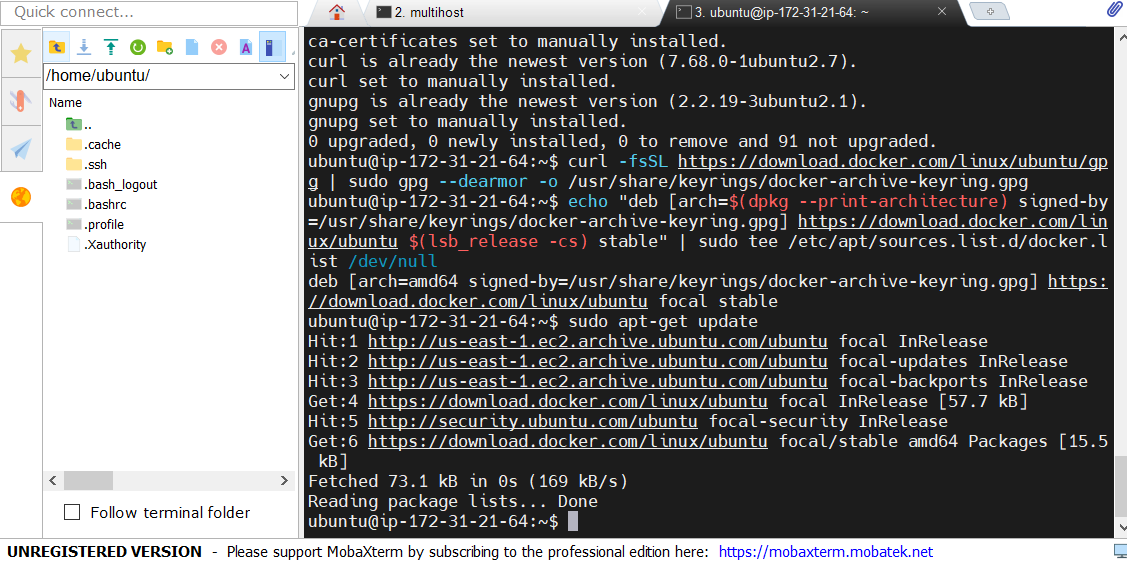 Quick connect...
2. multihost
3. ubuntu@ip-172-31-21-64: ~
/home/ubuntu/
Name
..
.cache
.ssh
.bash_logout
.bashrc
.profile
.Xauthority
Follow terminal folder
ca-certificates set to manually installed.
curl is already the newest version (7.68.0-1ubuntu2.7).
curl set to manually installed.
gnupg is already the newest version (2.2.19-3ubuntu2.1).
gnupg set to manually installed.
0 upgraded, 0 newly installed, 0 to remove and 91 not upgraded.
ubuntu@ip-172-31-21-64:~$ curl -fsSL https://download.docker.com/linux/ubuntu/gp
g | sudo gpg --dearmor -o /usr/share/keyrings/docker-archive-keyring.gpg
ubuntu@ip-172-31-21-64:~$ echo "deb [arch=$(dpkg --print-architecture) signed-by
=/usr/share/keyrings/docker-archive-keyring.gpg] https://download.docker.com/lin
ux/ubuntu $(lsb_release -cs) stable" | sudo tee /etc/apt/sources.list.d/docker.l
ist /dev/null
deb [arch=amd64 signed-by=/usr/share/keyrings/docker-archive-keyring.gpg] https:
//download.docker.com/linux/ubuntu focal stable
ubuntu@ip-172-31-21-64:~$ sudo apt-get update
Hit:1 http://us-east-1.ec2.archive.ubuntu.com/ubuntu focal InRelease
Hit:2 http://us-east-1.ec2.archive.ubuntu.com/ubuntu focal-updates InRelease
Hit:3 http://us-east-1.ec2.archive.ubuntu.com/ubuntu focal-backports InRelease
Get:4 https://download.docker.com/linux/ubuntu focal InRelease [57.7 kB]
Hit:5 http://security.ubuntu.com/ubuntu focal-security InRelease
Get:6 https://download.docker.com/linux/ubuntu focal/stable amd64 Packages [15.5
 kB]
Fetched 73.1 kB in 0s (169 kB/s)
Reading package lists... Done
ubuntu@ip-172-31-21-64:~$
UNREGISTERED VERSION - Please support MobaXterm by subscribing to the professional edition here: https://mobaxterm.mobatek.net